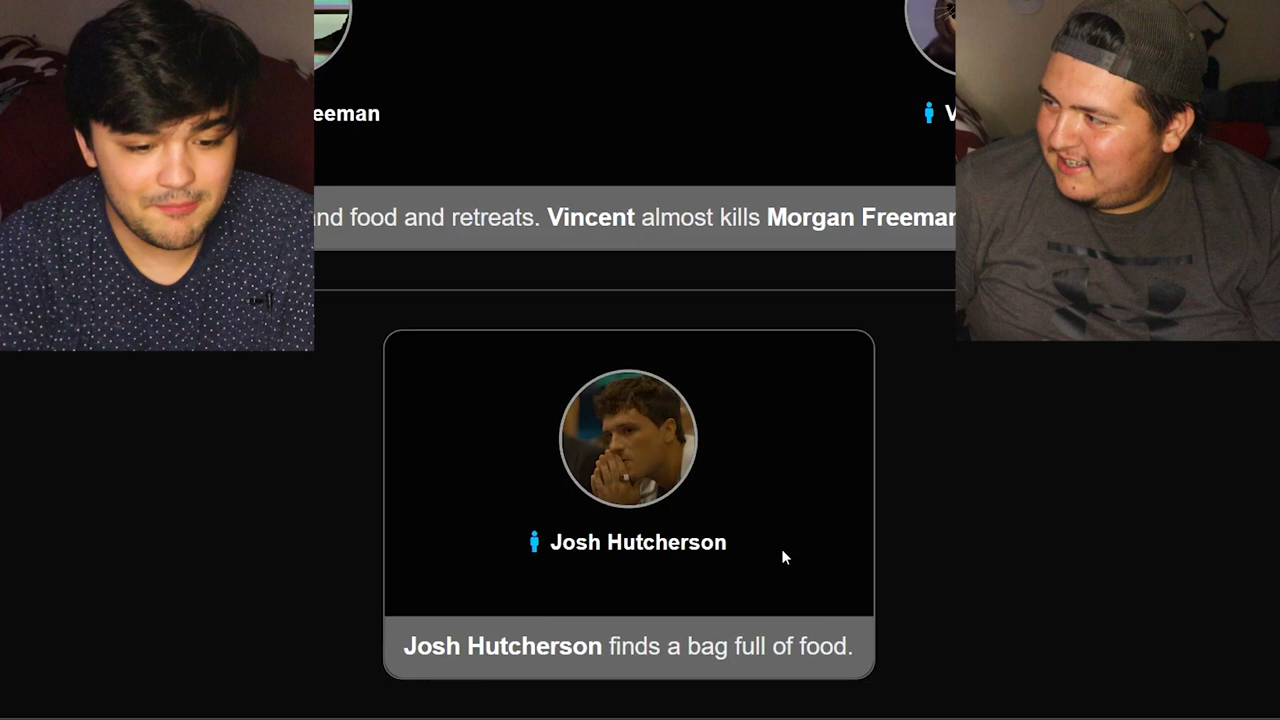 eeman
V
nd food and retreats. Vincent almost kills Morgan Freeman
Josh Hutcherson
Josh Hutcherson finds a bag full of food.